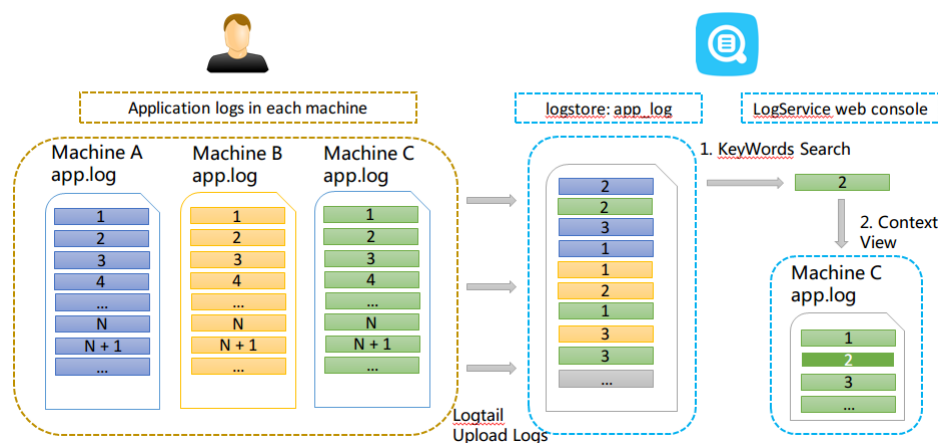 Application logs in each machine
logstore: app_log
LogService web console
Machine A
app.log
1
2
3
4
...
N
N + 1
...
Machine B
app.log
1
2
3
4
...
N
N + 1
...
Machine C
app.log
1
2
3
4
...
N
N + 1
...
Logtail
Upload Logs
2
2
3
1
1
2
1
3
3
...
1. KeyWords Search
2
2. Context
View
Machine C
app.log
1
2
3
...